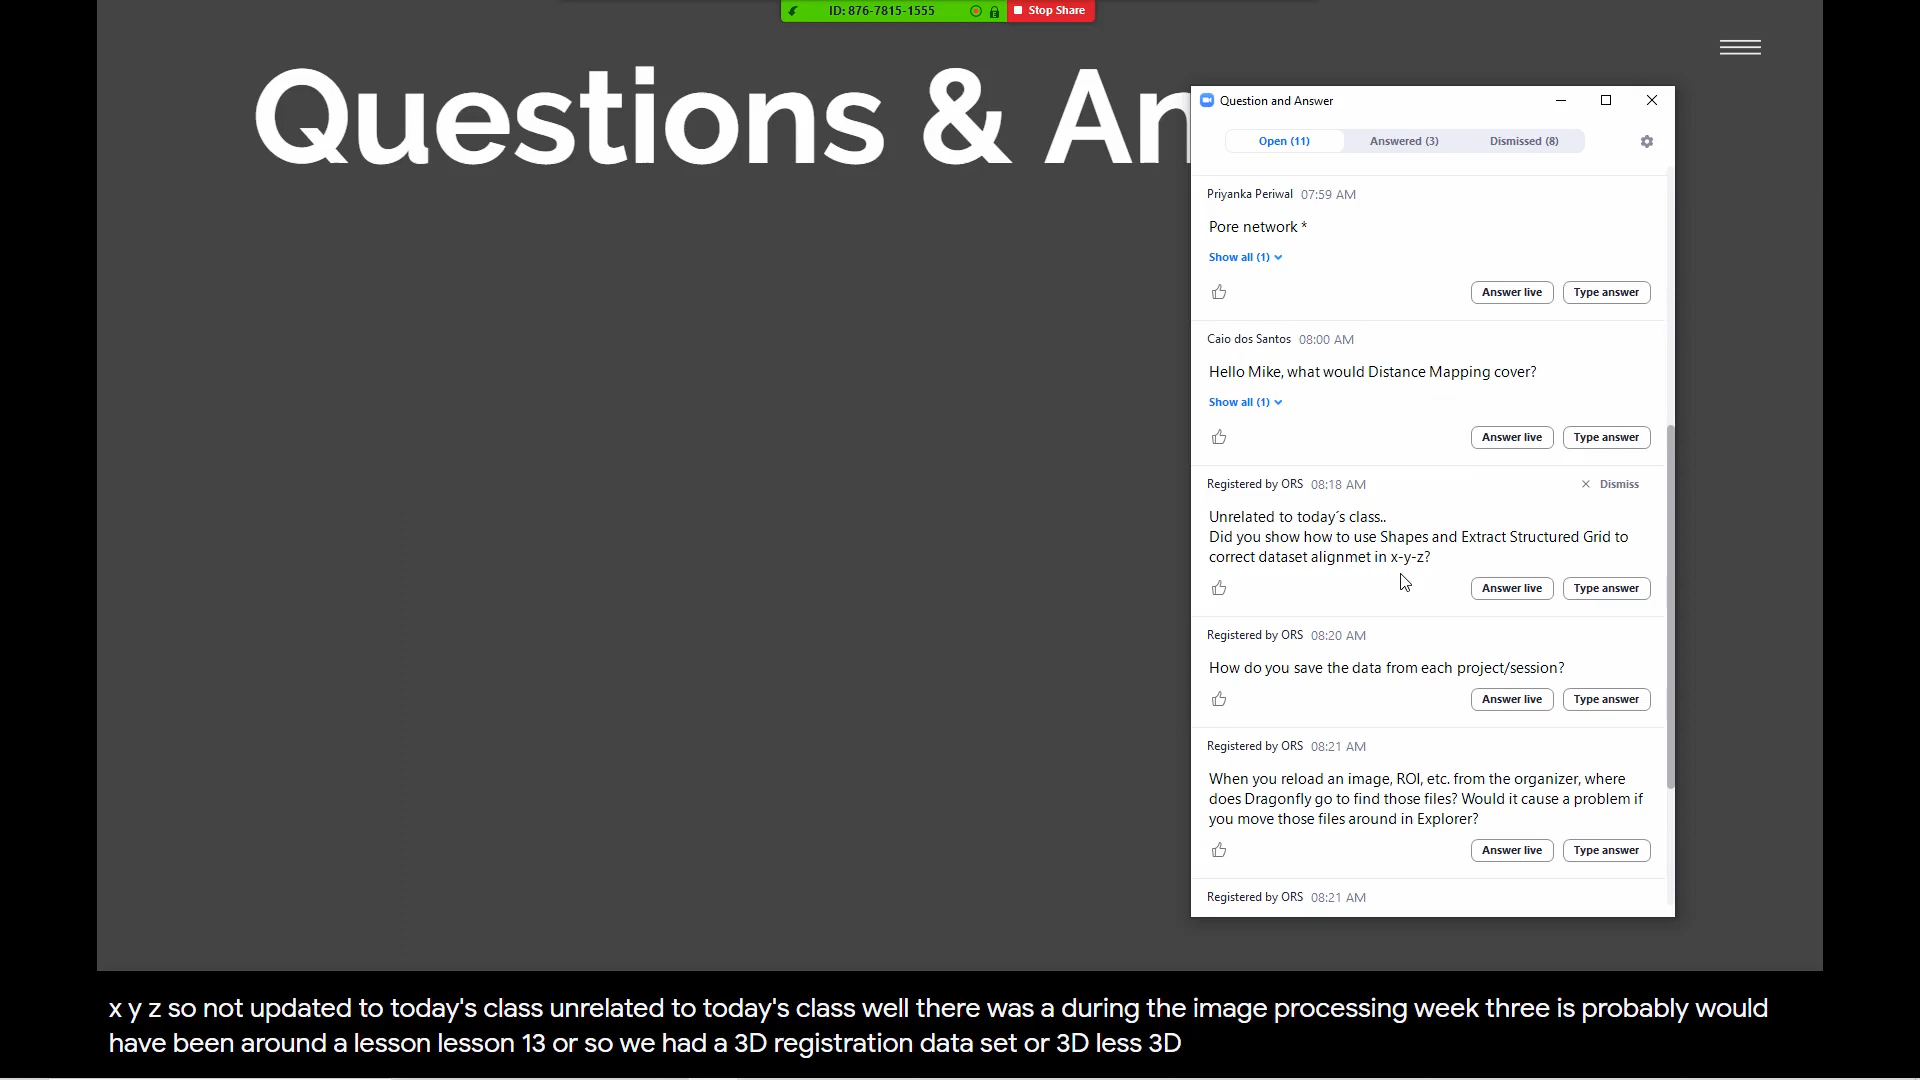 ID: 876-7815-1555 Stop Share
Questions & An
Question and Answer
Open (11) Answered (3) Dismissed (8)
Priyanka Periwal 07:59 AM
Pore network *
Show all (1)
Answer live Type answer
Caio dos Santos 08:00 AM
Hello Mike, what would Distance Mapping cover?
Show all (1)
Answer live Type answer
Registered by ORS 08:18 AM × Dismiss
Unrelated to today´s class..
Did you show how to use Shapes and Extract Structured Grid to
correct dataset alignmet in x-y-z?
Answer live Type answer
Registered by ORS 08:20 AM
How do you save the data from each project/session?
Answer live Type answer
Registered by ORS 08:21 AM
When you reload an image, ROI, etc. from the organizer, where
does Dragonfly go to find those files? Would it cause a problem if
you move those files around in Explorer?
Answer live Type answer
Registered by ORS 08:21 AM
x y z so not updated to today's class unrelated to today's class well there was a during the image processing week three is probably would
have been around a lesson lesson 13 or so we had a 3D registration data set or 3D less 3D